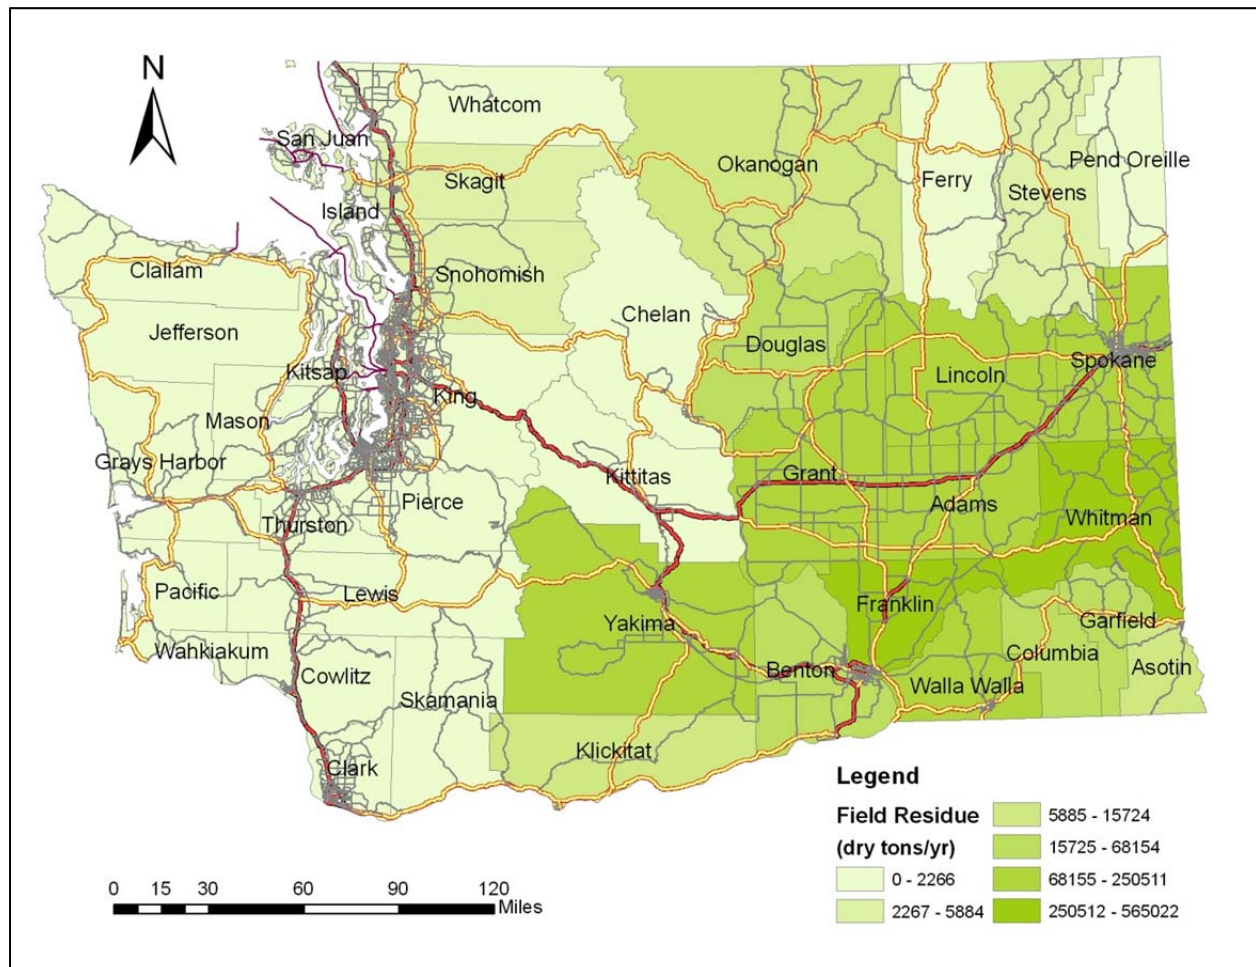 N
Whatcom
San Juan
Okanogan
Pend Oreille
Skagit
Ferry
Stevens
Island
Clallam
Snohomish
Chelan
Jefferson
Douglas
Spokane
Kitsap
Lincoln
King
Mason
Grays Harbor
Kittitas
Grant
Pierce
Adams
Whitman
Thurston
Pacific
Lewis
Franklin
Yakima
Garfield
Wahkiakum
Columbia
Benton
Asotin
Cowlitz
Skamania
Walla Walla
Klickitat
Clark
Legend
Field Residue
(dry tons/yr)
0 - 2266
2267 - 5884
5885 - 15724
15725 - 68154
68155 - 250511
250512 - 565022
0 15 30 60 90 120
Miles